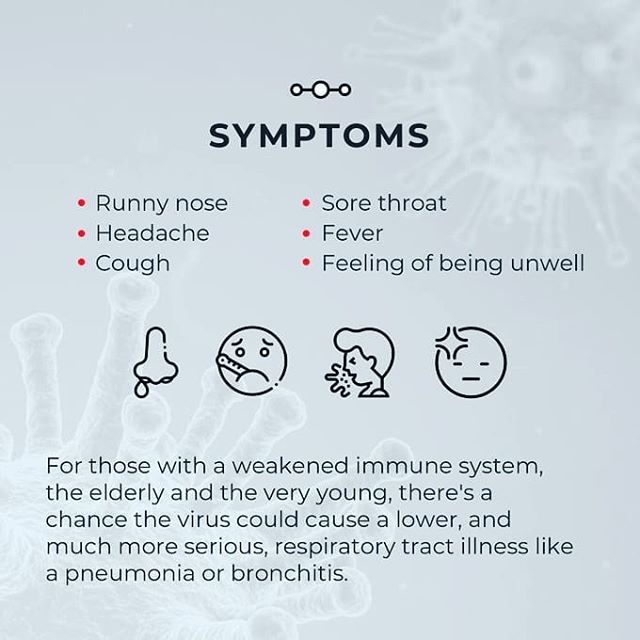 SYMPTOMS
Runny nose
Headache
Cough
Sore throat
Fever
Feeling of being unwell
For those with a weakened immune system,
the elderly and the very young, there's a
chance the virus could cause a lower, and
much more serious, respiratory tract illness like
a pneumonia or bronchitis.